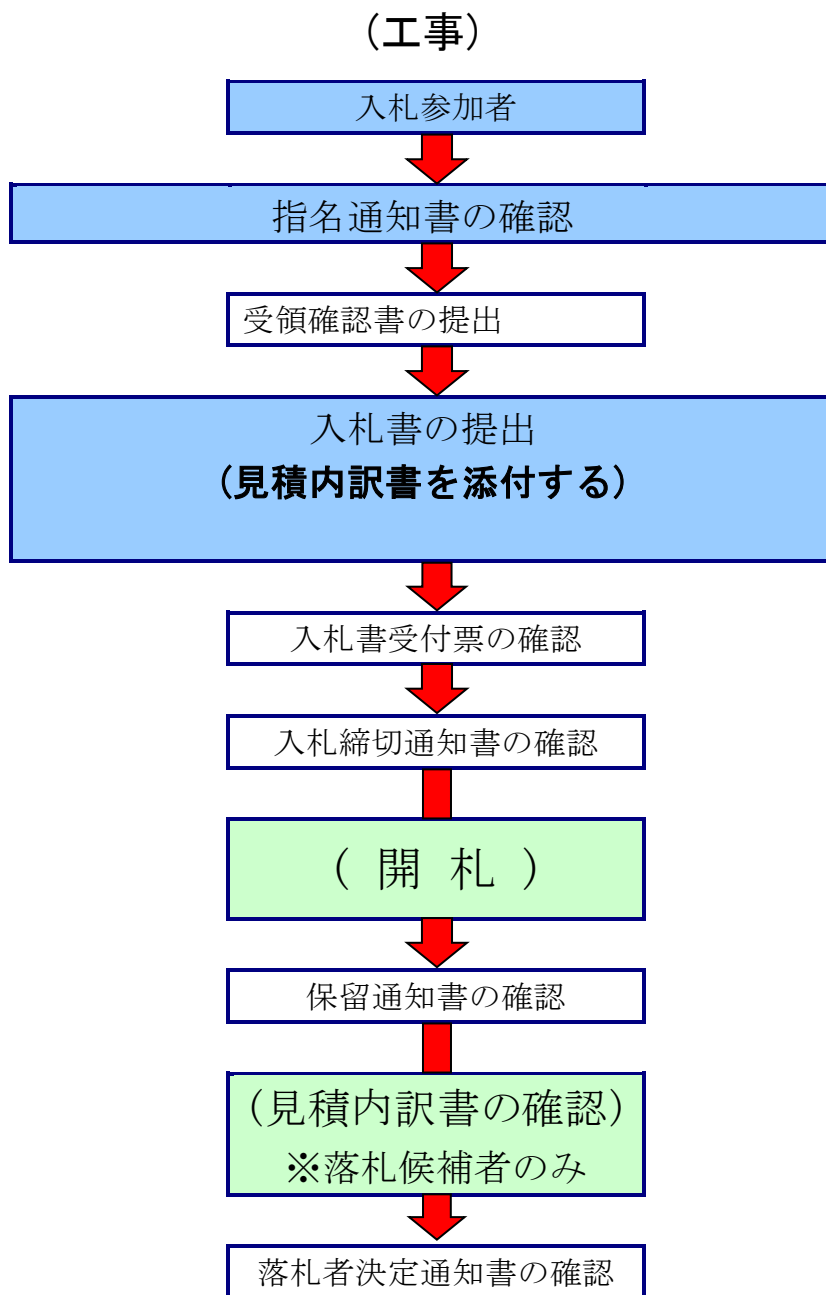 （工事）
入札参加者
指名通知書の確認
受領確認書の提出
入札書の提出
（見積内訳書を添付する）
入札書受付票の確認
入札締切通知書の確認
（ 開 札 ）
保留通知書の確認
（見積内訳書の確認）
※落札候補者のみ
落札者決定通知書の確認